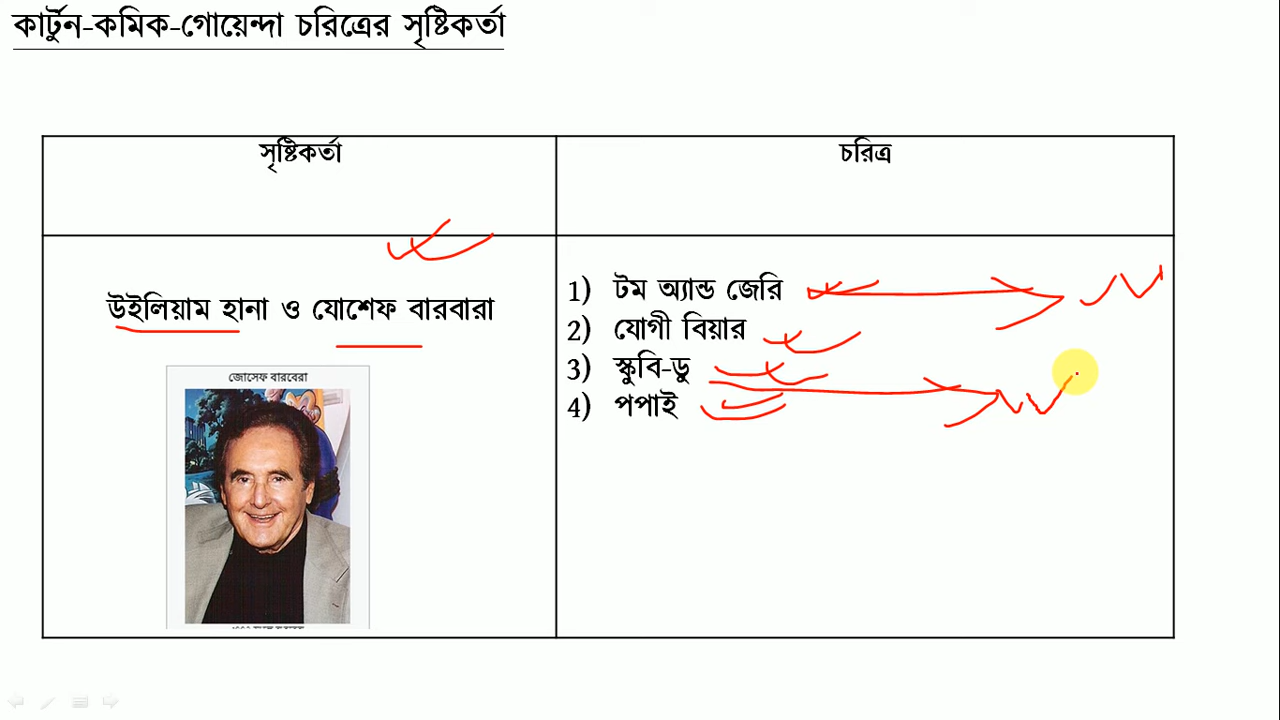 কার্টুন-কমিক-গোয়েন্দা চরিত্রের সৃষ্টিকর্তা
সৃষ্টিকর্তা
চরিত্র
উইলিয়াম হানা ও যোশেফ বারবারা
জোসেফ বারবেরা
1) টম অ্যান্ড জেরি
2) যোগী বিয়ার
3) স্কুবি-ডু
4) পপাই